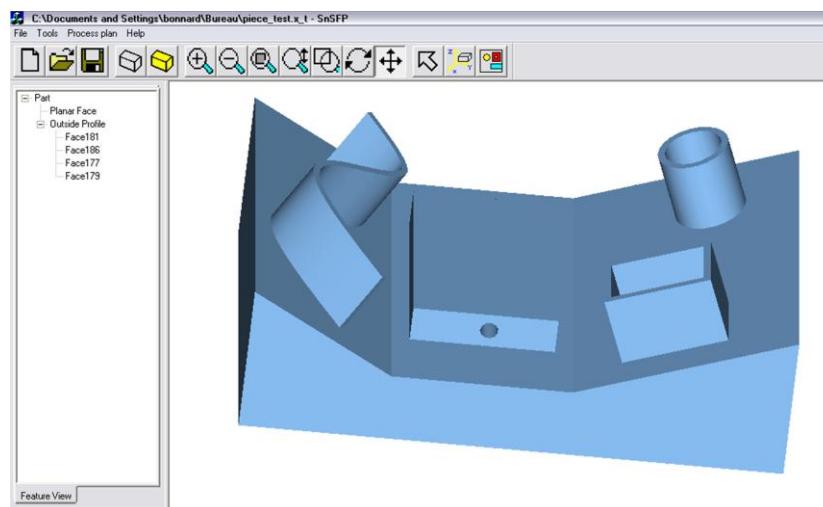 C:\Documents and Settings\bonnard\Bureau\piece_test.x_t - SnSFP
File Tools Process plan Help
Part
Planar Face
Outside Profile
Face181
Face186
Face177
Face179
Feature View